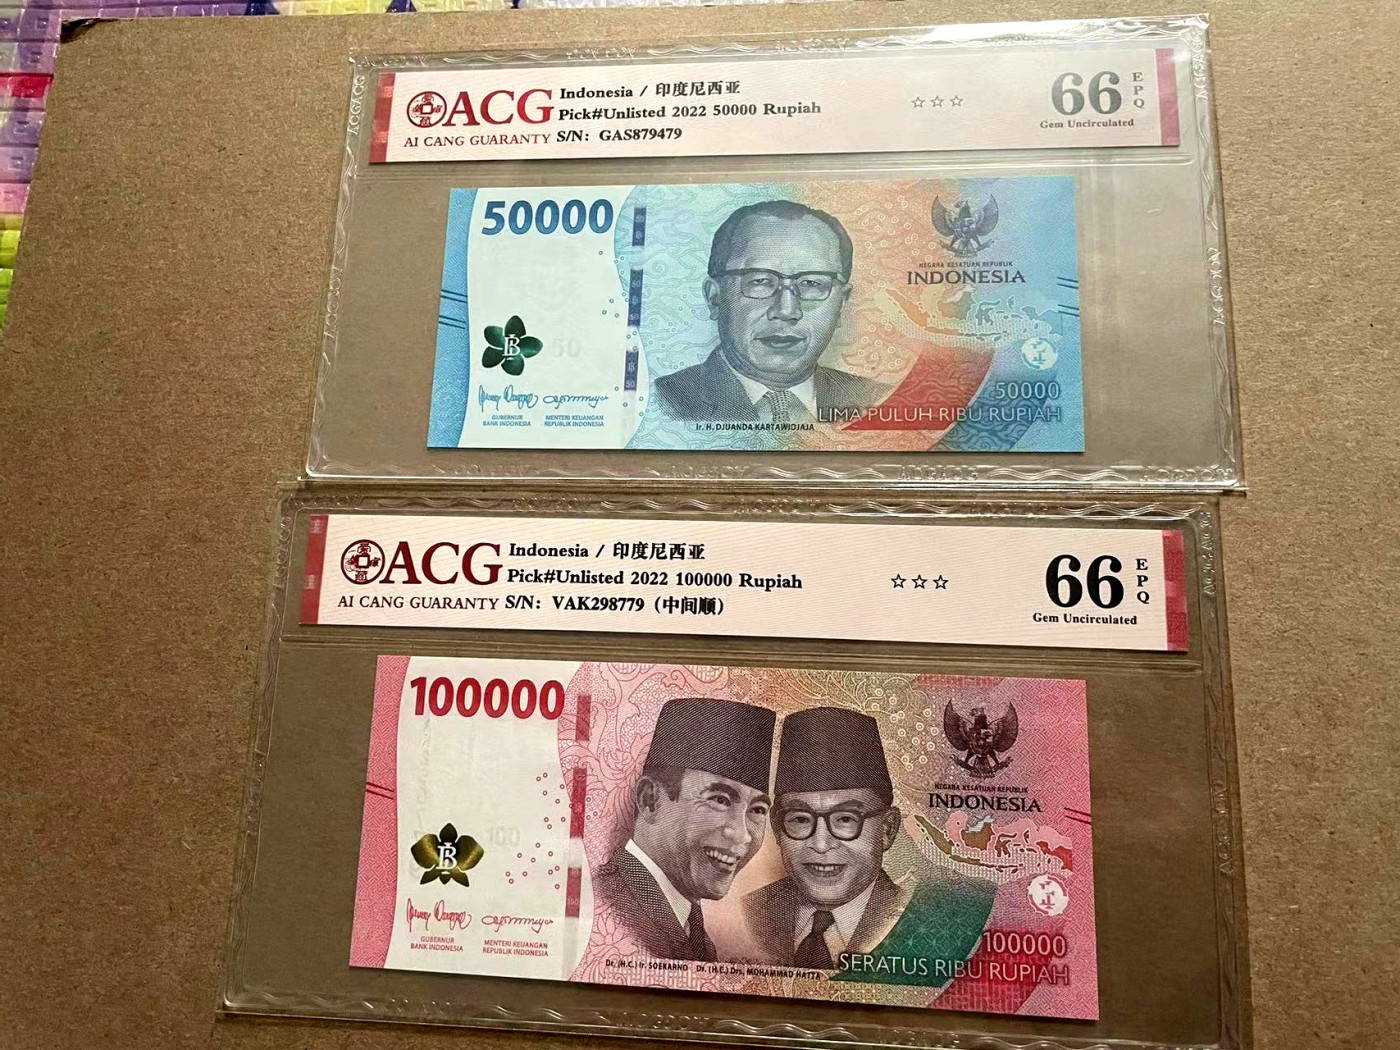 ACG
AI CANG GUARANTY
Indonesia / 印度尼西亚
Pick#Unlisted 2022 50000 Rupiah
S/N: GAS879479
☆☆☆
66
EPQ
Gem Uncirculated
50000
NEGARA KESATUAN REPUBLIK
INDONESIA
B
50
GUBERNUR
BANK INDONESIA
MENTERI KEUANGAN
REPUBLIK INDONESIA
Ir. H. DJUANDA KARTAWIDJAJA
50000
LIMA PULUH RIBU RUPIAH
ACG
AI CANG GUARANTY
Indonesia / 印度尼西亚
Pick#Unlisted 2022 100000 Rupiah
S/N: VAK298779（中间顺）
☆☆☆
66
EPQ
Gem Uncirculated
100000
NEGARA KESATUAN REPUBLIK
INDONESIA
B
100
GUBERNUR
BANK INDONESIA
MENTERI KEUANGAN
REPUBLIK INDONESIA
Dr. (H.C.) Ir. SOEKARNO
Dr. (H.C.) Drs. MOHAMMAD HATTA
100000
SERATUS RIBU RUPIAH